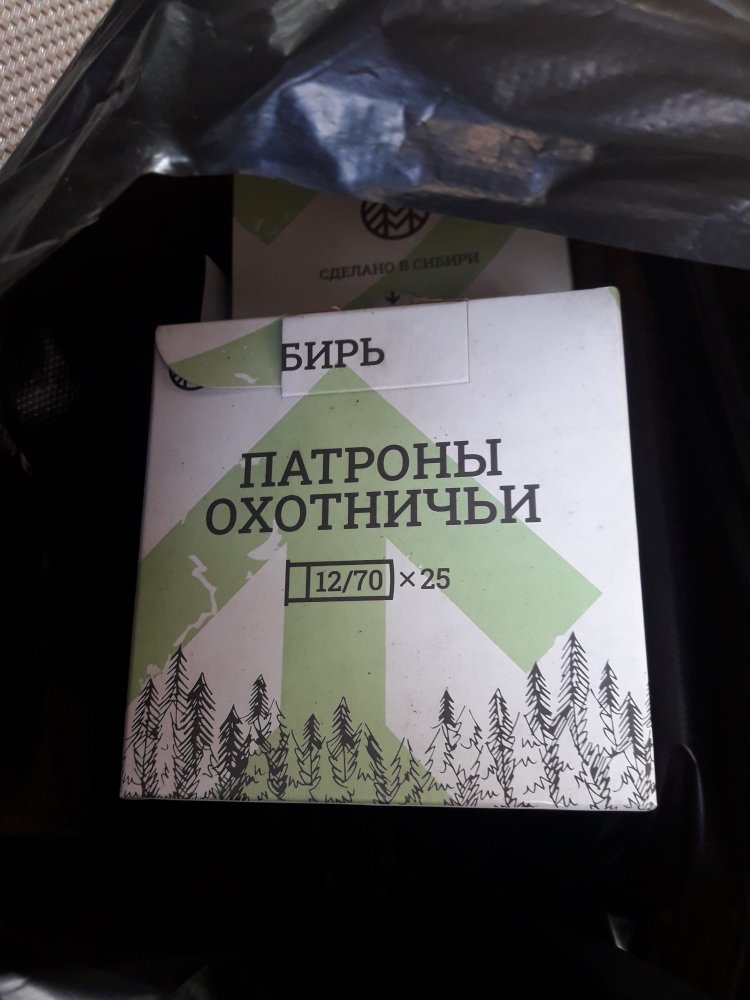 СДЕЛАНО В СИБИРИ
БИРЬ
ПАТРОНЫ
ОХОТНИЧЬИ
12/70 ×25